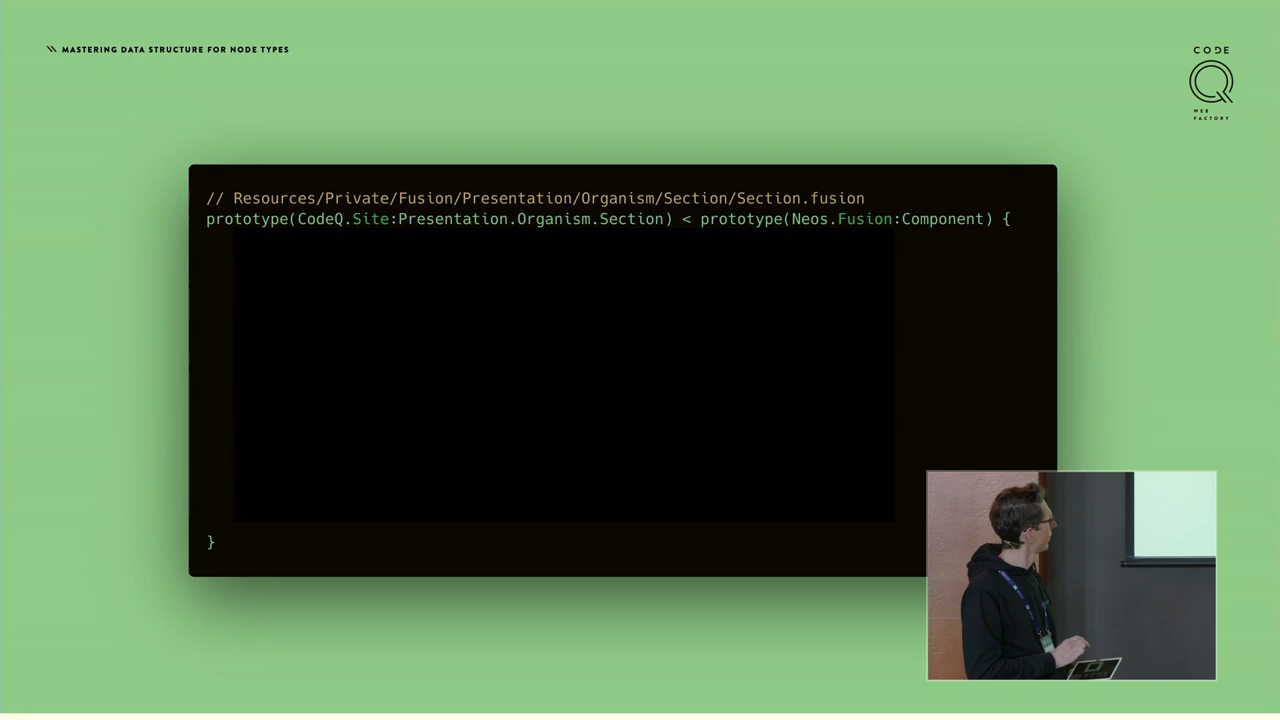 \\ MASTERING DATA STRUCTURE FOR NODE TYPES
CODE
Q
WEB
FACTORY
// Resources/Private/Fusion/Presentation/Organism/Section/Section.fusion
prototype(CodeQ.Site:Presentation.Organism.Section) < prototype(Neos.Fusion:Component) {
}